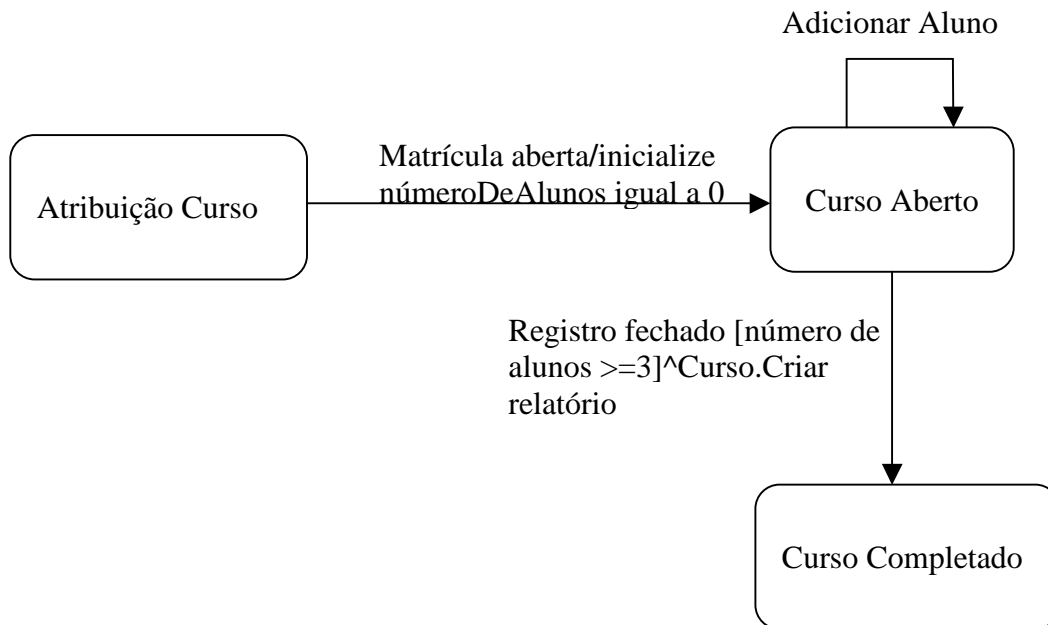 Adicionar Aluno
Matrícula aberta/inicialize
númeroDeAlunos igual a 0
Atribuição Curso
Curso Aberto
Registro fechado [número de
alunos >=3]^Curso.Criar
relatório
Curso Completado